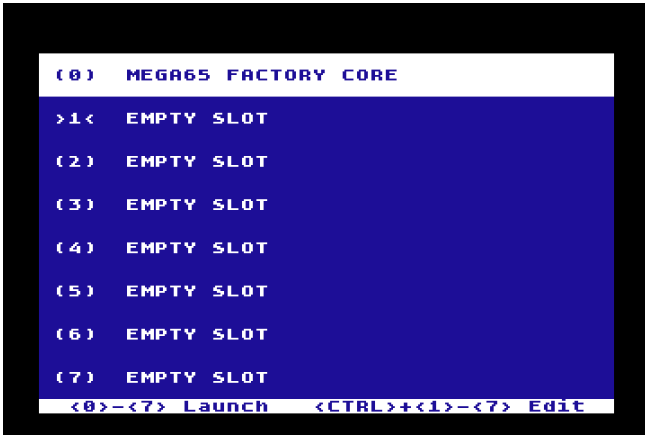 (0) MEGA65 FACTORY CORE
>1< EMPTY SLOT
(2) EMPTY SLOT
(3) EMPTY SLOT
(4) EMPTY SLOT
(5) EMPTY SLOT
(6) EMPTY SLOT
(7) EMPTY SLOT
<0>-<7> Launch <CTRL>+<1>-<7> Edit